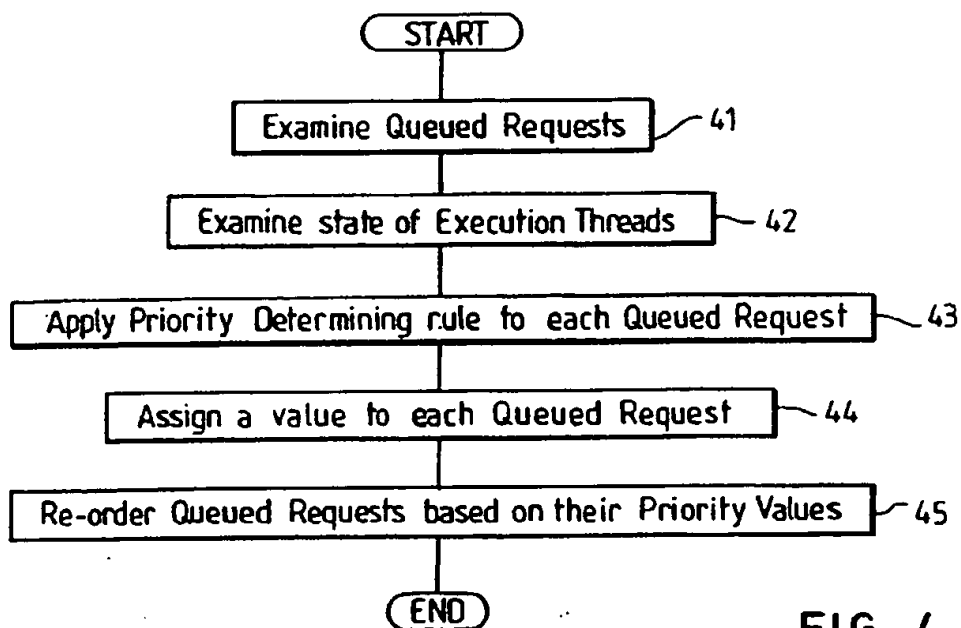 START
Examine Queued Requests 41
Examine state of Execution Threads 42
Apply Priority Determining rule to each Queued Request 43
Assign a value to each Queued Request 44
Re-order Queued Requests based on their Priority Values 45
END
FIG. 4